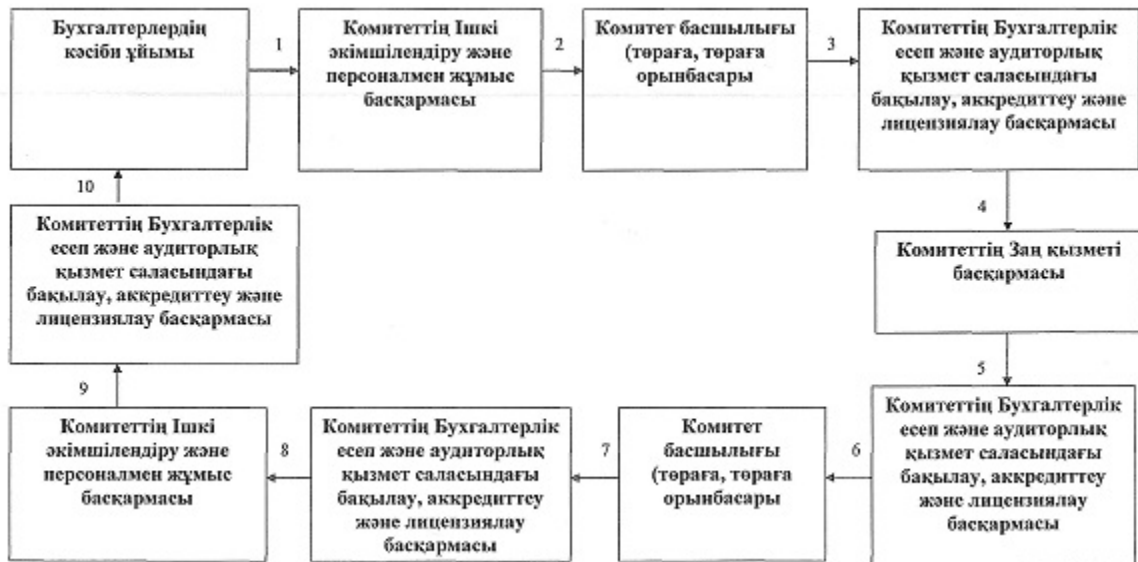 Бухгалтерлердің
кәсіби ұйымы
1
Комитеттің Ішкі
әкімшілендіру және
персоналмен жұмыс
басқармасы
2
Комитет басшылығы
(төраға, төраға
орынбасары
3
Комитеттің Бухгалтерлік
есеп және аудиторлық
қызмет саласындағы
бақылау, аккредиттеу және
лицензиялау басқармасы
4
Комитеттің Заң қызметі
басқармасы
5
Комитеттің Бухгалтерлік
есеп және аудиторлық
қызмет саласындағы
бақылау, аккредиттеу
және лицензиялау
басқармасы
6
Комитет
басшылығы
(төраға, төраға
орынбасары
7
Комитеттің Бухгалтерлік
есеп және аудиторлық
қызмет саласындағы
бақылау, аккредиттеу
және лицензиялау
басқармасы
8
Комитеттің Ішкі
әкімшілендіру және
персоналмен жұмыс
басқармасы
9
Комитеттің Бухгалтерлік
есеп және аудиторлық
қызмет саласындағы
бақылау, аккредиттеу және
лицензиялау басқармасы
10